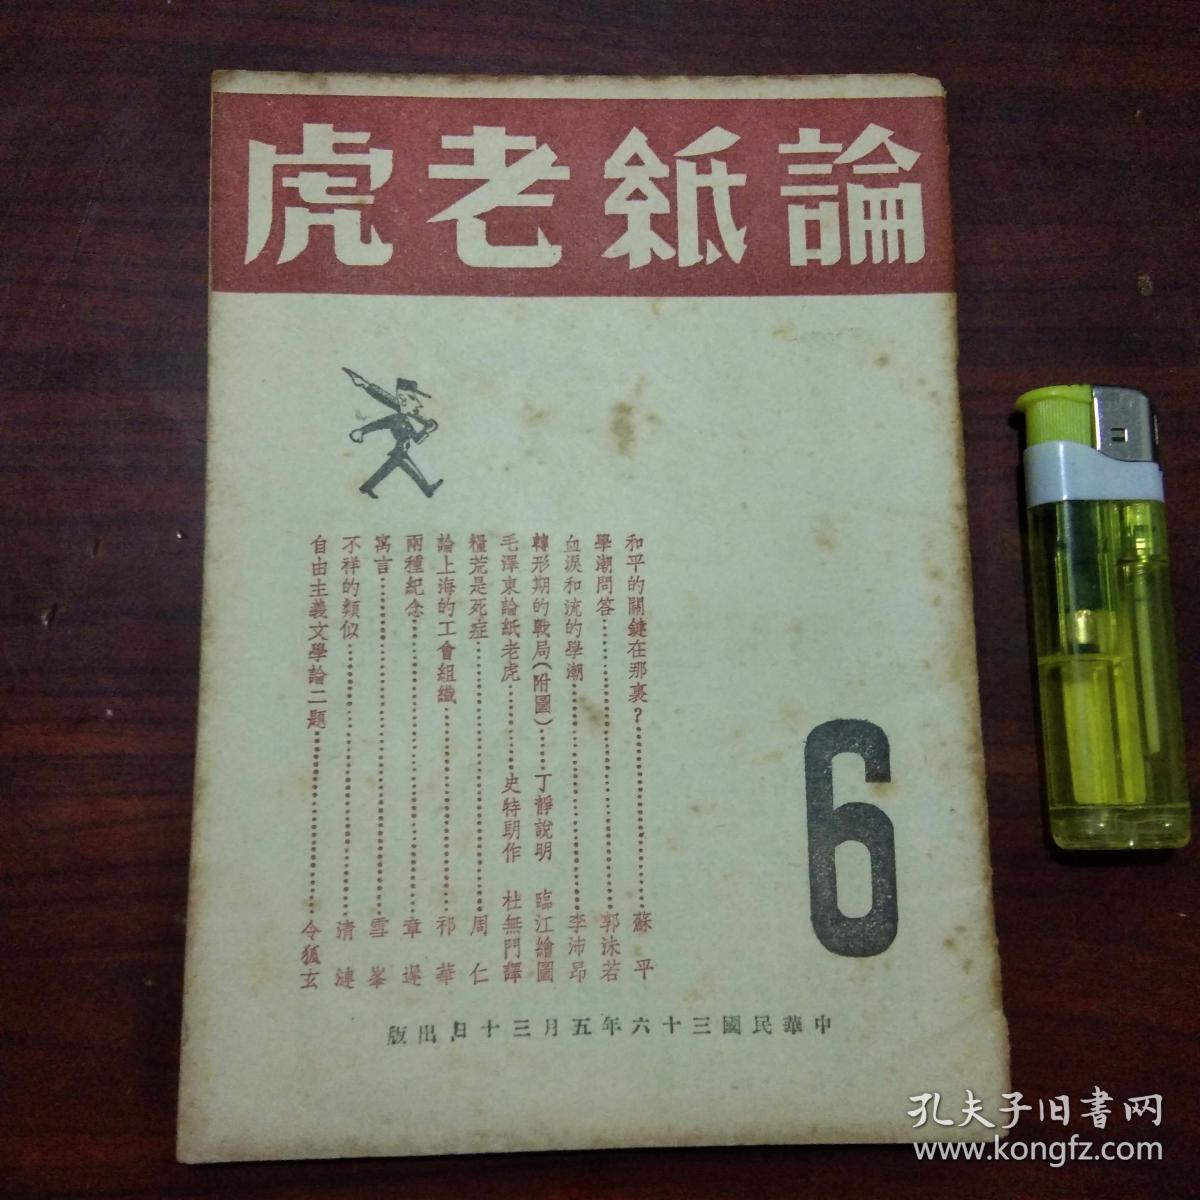 論紙老虎
和平的關鍵在那裏？蘇平
學潮問答 郭沫若
血淚和流的學潮 李沛昂
轉形期的戰局（附圖）丁靜說明 臨江繪圖
毛澤東論紙老虎 史特朗作 杜無門譯
糧荒是死症 周仁
論上海的工會組織 祁華
兩種紀念 章遲
寓言 雪峯
不祥的類似 清漣
自由主義文學論二題 令狐玄
6
中華民國三十六年五月三十日出版
孔夫子旧書网
www.kongfz.com